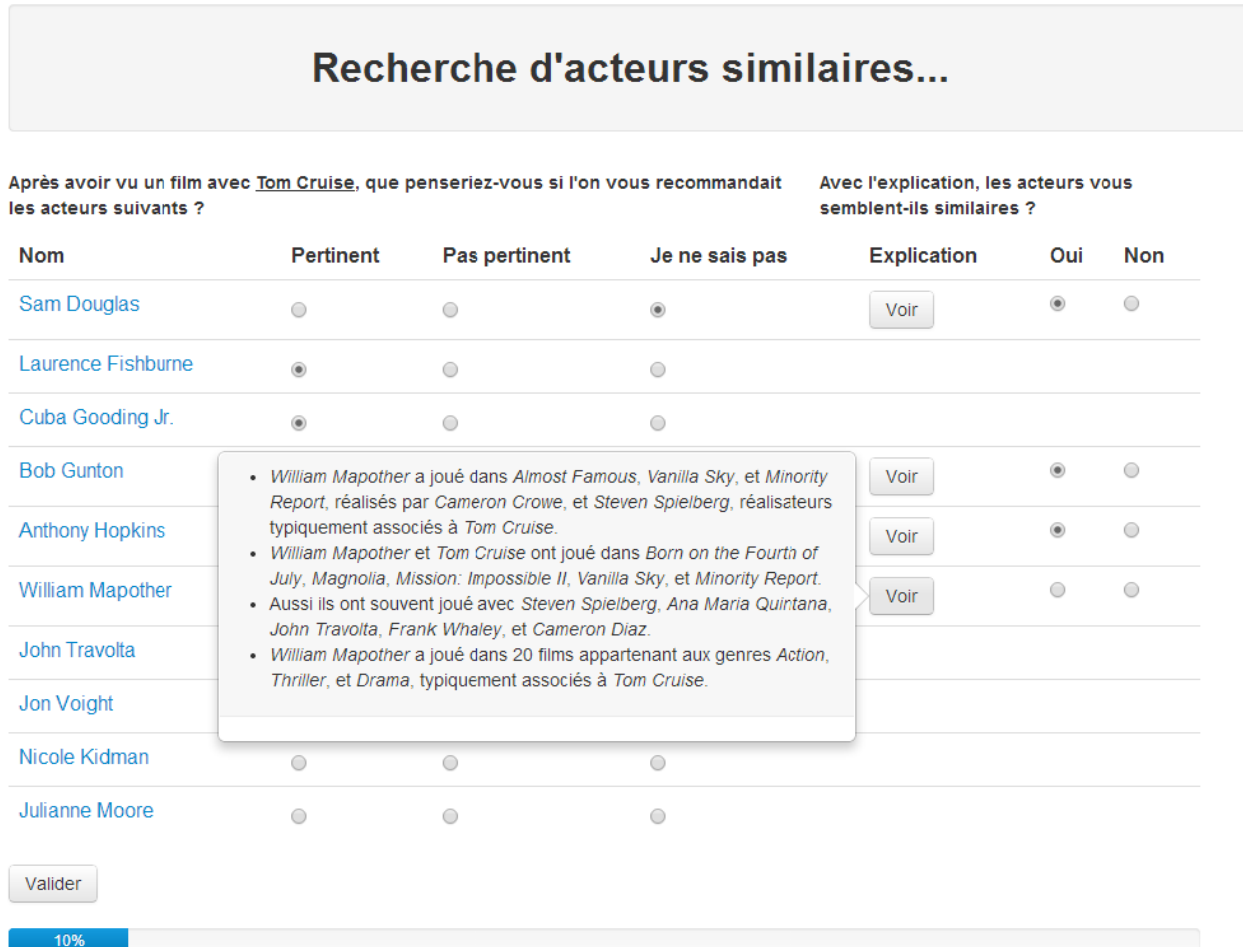 Recherche d'acteurs similaires...
Après avoir vu un film avec Tom Cruise, que penseriez-vous si l'on vous recommandait
les acteurs suivants ?
Avec l'explication, les acteurs vous
semblent-ils similaires ?
Nom Pertinent Pas pertinent Je ne sais pas Explication Oui Non
Sam Douglas Voir
Laurence Fishburne
Cuba Gooding Jr.
Bob Gunton Voir
Anthony Hopkins Voir
William Mapother Voir
• William Mapother a joué dans Almost Famous, Vanilla Sky, et Minority
Report, réalisés par Cameron Crowe, et Steven Spielberg, réalisateurs
typiquement associés à Tom Cruise.
• William Mapother et Tom Cruise ont joué dans Born on the Fourth of
July, Magnolia, Mission: Impossible II, Vanilla Sky, et Minority Report.
• Aussi ils ont souvent joué avec Steven Spielberg, Ana Maria Quintana,
John Travolta, Frank Whaley, et Cameron Diaz.
• William Mapother a joué dans 20 films appartenant aux genres Action,
Thriller, et Drama, typiquement associés à Tom Cruise.
John Travolta
Jon Voight
Nicole Kidman
Julianne Moore
Valider
10%